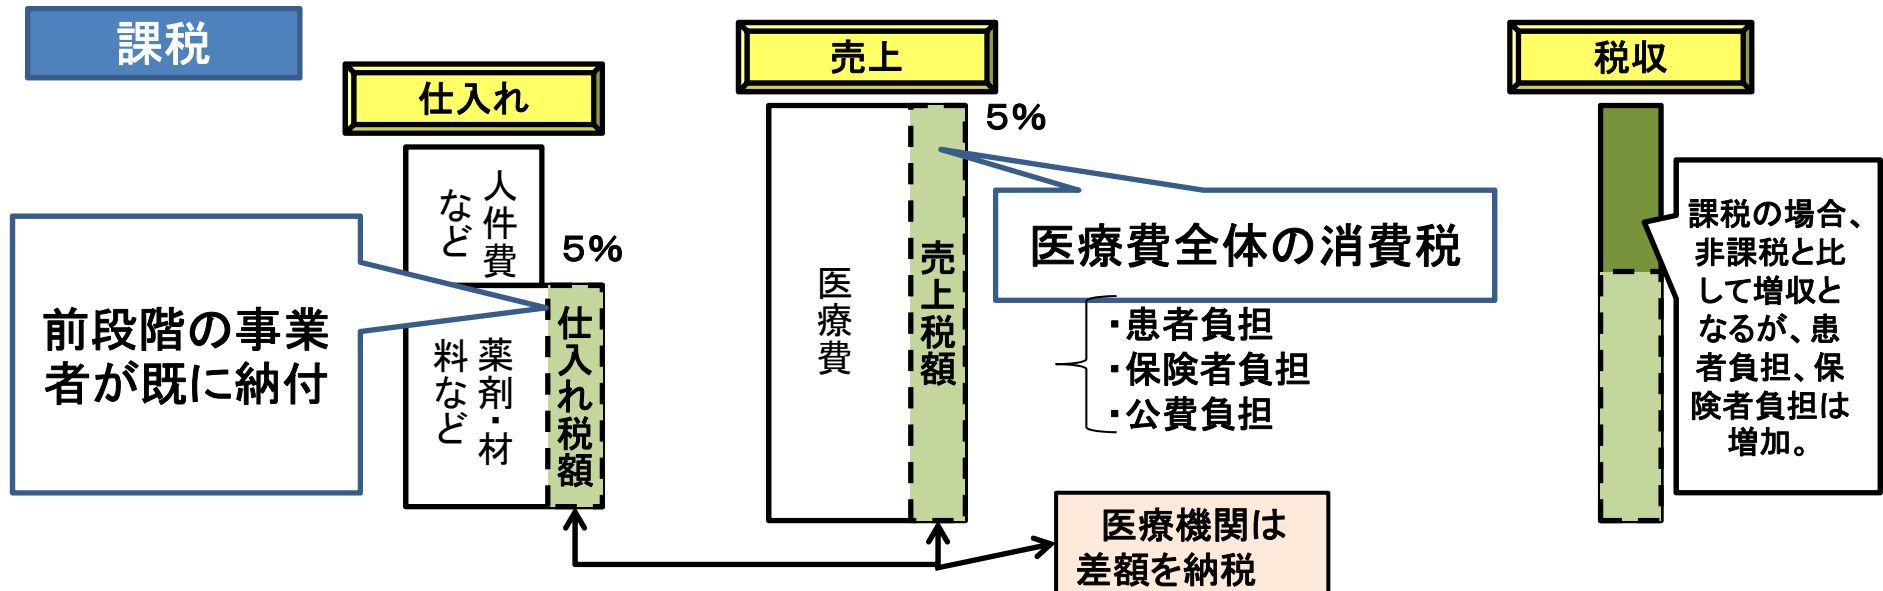 課税
仕入れ
売上
税収
5%
5%
人件費
など
前段階の事業
者が既に納付
薬剤・材
料など
仕入れ税額
医療費
売上税額
医療費全体の消費税
・患者負担
・保険者負担
・公費負担
課税の場合、
非課税と比
して増収と
なるが、患
者負担、保
険者負担は
増加。
医療機関は
差額を納税